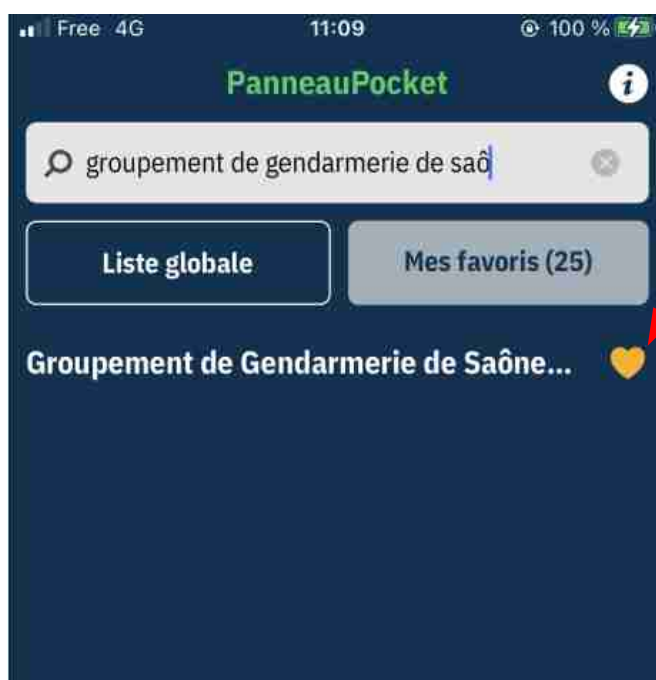 Free 4G 11:09 100 %
PanneauPocket i
groupement de gendarmerie de saô
Liste globale Mes favoris (25)
Groupement de Gendarmerie de Saône...